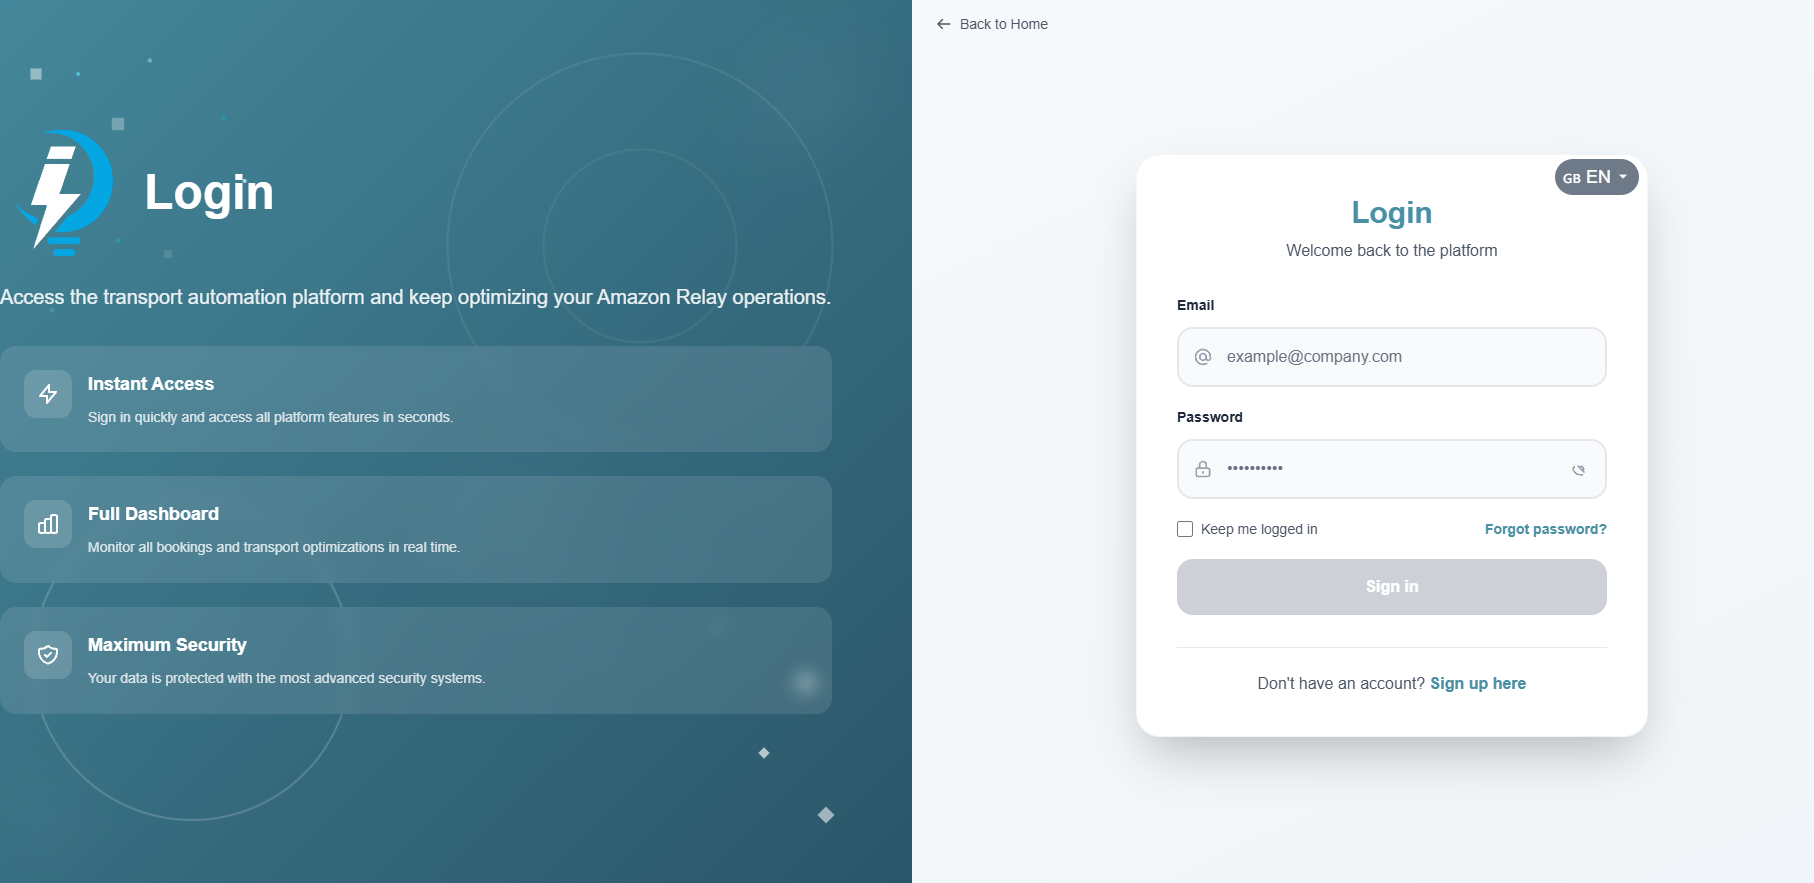 Login
Access the transport automation platform and keep optimizing your Amazon Relay operations.
Instant Access
Sign in quickly and access all platform features in seconds.
Full Dashboard
Monitor all bookings and transport optimizations in real time.
Maximum Security
Your data is protected with the most advanced security systems.
Back to Home
GB EN
Login
Welcome back to the platform
Email
example@company.com
Password
••••••••••
Keep me logged in
Forgot password?
Sign in
Don't have an account? Sign up here